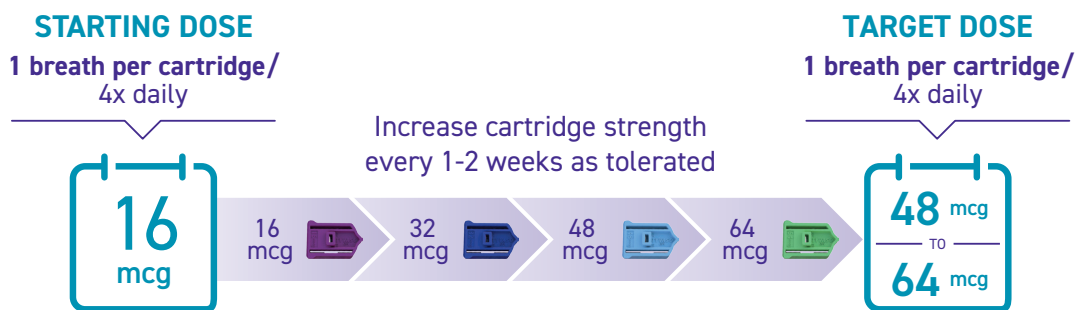 STARTING DOSE
1 breath per cartridge/
4x daily
16
mcg
Increase cartridge strength
every 1-2 weeks as tolerated
16
mcg
32
mcg
48
mcg
64
mcg
TARGET DOSE
1 breath per cartridge/
4x daily
48 mcg
TO
64 mcg